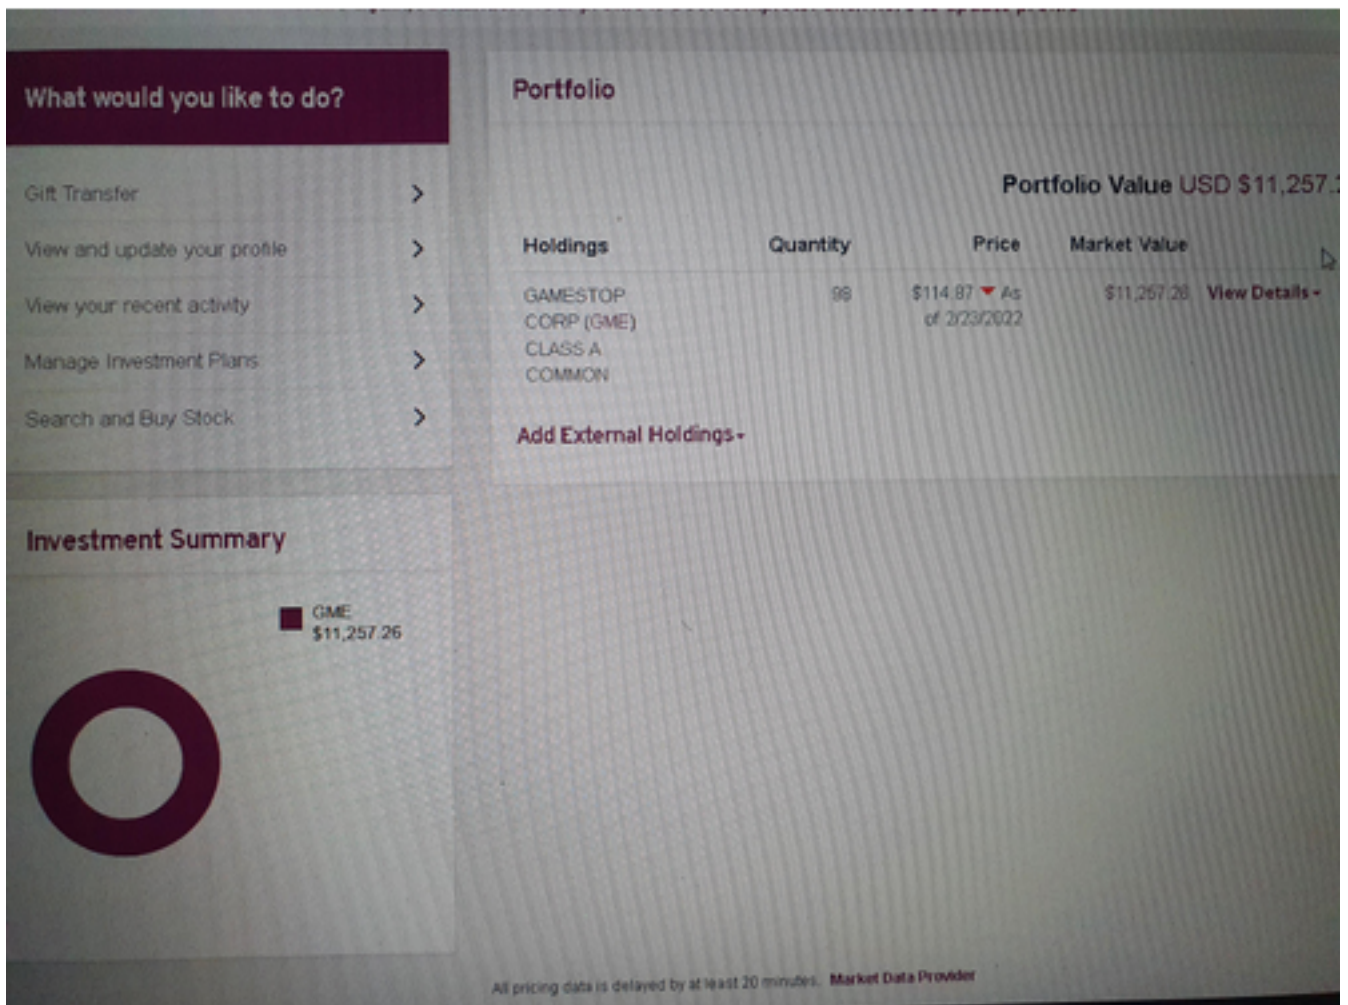 What would you like to do?
Gift Transfer
View and update your profile
View your recent activity
Manage Investment Plans
Search and Buy Stock
Investment Summary
GME
$11,257.26
Portfolio
Portfolio Value USD $11,257.
Holdings Quantity Price Market Value
GAMESTOP 98 $114.87 As $11,257.26 View Details
CORP (GME) of 2/23/2022
CLASS A
COMMON
Add External Holdings
All pricing data is delayed by at least 20 minutes. Market Data Provider